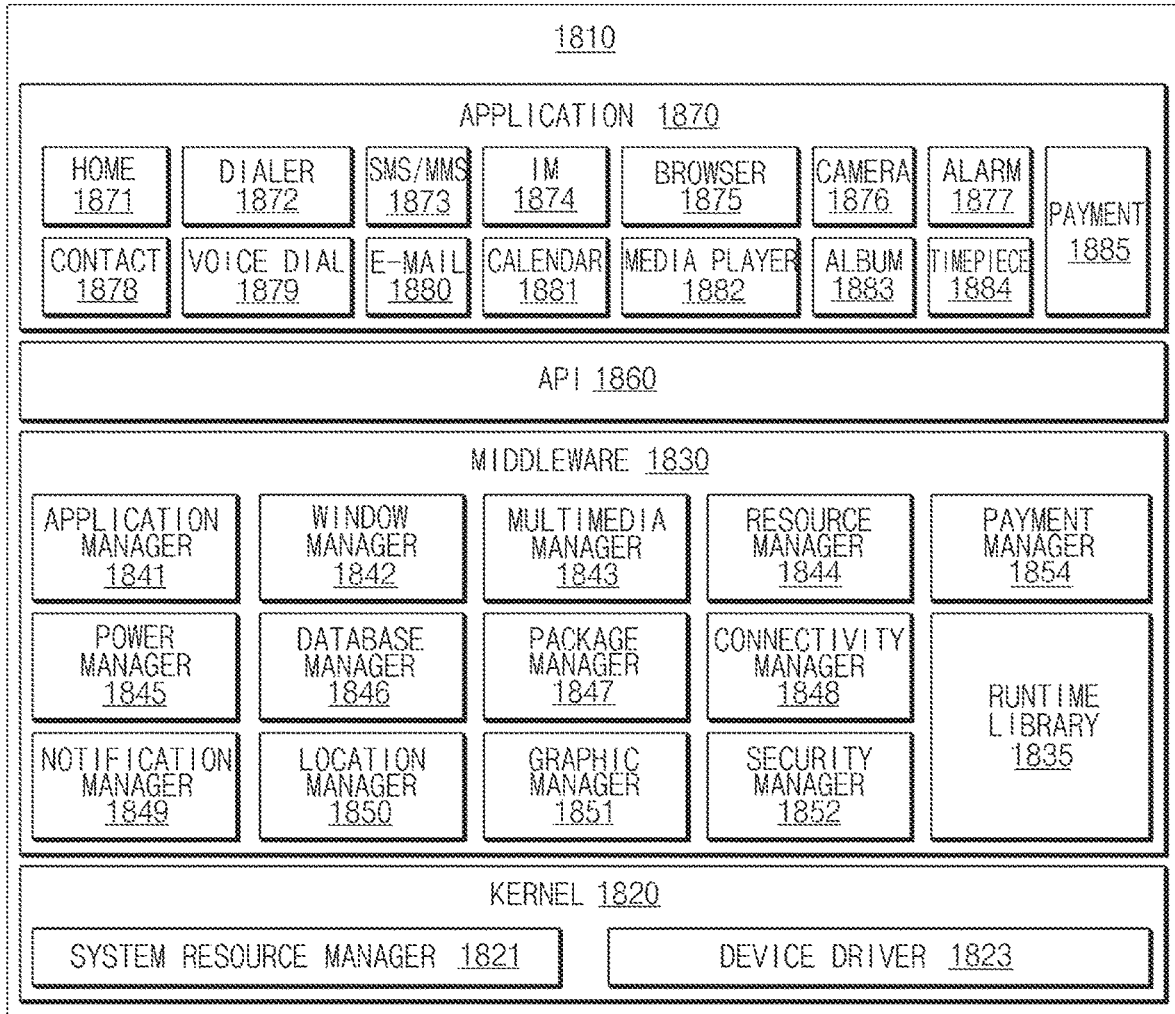 1810
APPLICATION 1870
HOME
1871
DIALER
1872
SMS/MMS
1873
IM
1874
BROWSER
1875
CAMERA
1876
ALARM
1877
PAYMENT
1885
CONTACT
1878
VOICE DIAL
1879
E-MAIL
1880
CALENDAR
1881
MEDIA PLAYER
1882
ALBUM
1883
TIMEPIECE
1884
API 1860
MIDDLEWARE 1830
APPLICATION
MANAGER
1841
WINDOW
MANAGER
1842
MULTIMEDIA
MANAGER
1843
RESOURCE
MANAGER
1844
PAYMENT
MANAGER
1854
POWER
MANAGER
1845
DATABASE
MANAGER
1846
PACKAGE
MANAGER
1847
CONNECTIVITY
MANAGER
1848
RUNTIME
LIBRARY
1835
NOTIFICATION
MANAGER
1849
LOCATION
MANAGER
1850
GRAPHIC
MANAGER
1851
SECURITY
MANAGER
1852
KERNEL 1820
SYSTEM RESOURCE MANAGER 1821
DEVICE DRIVER 1823